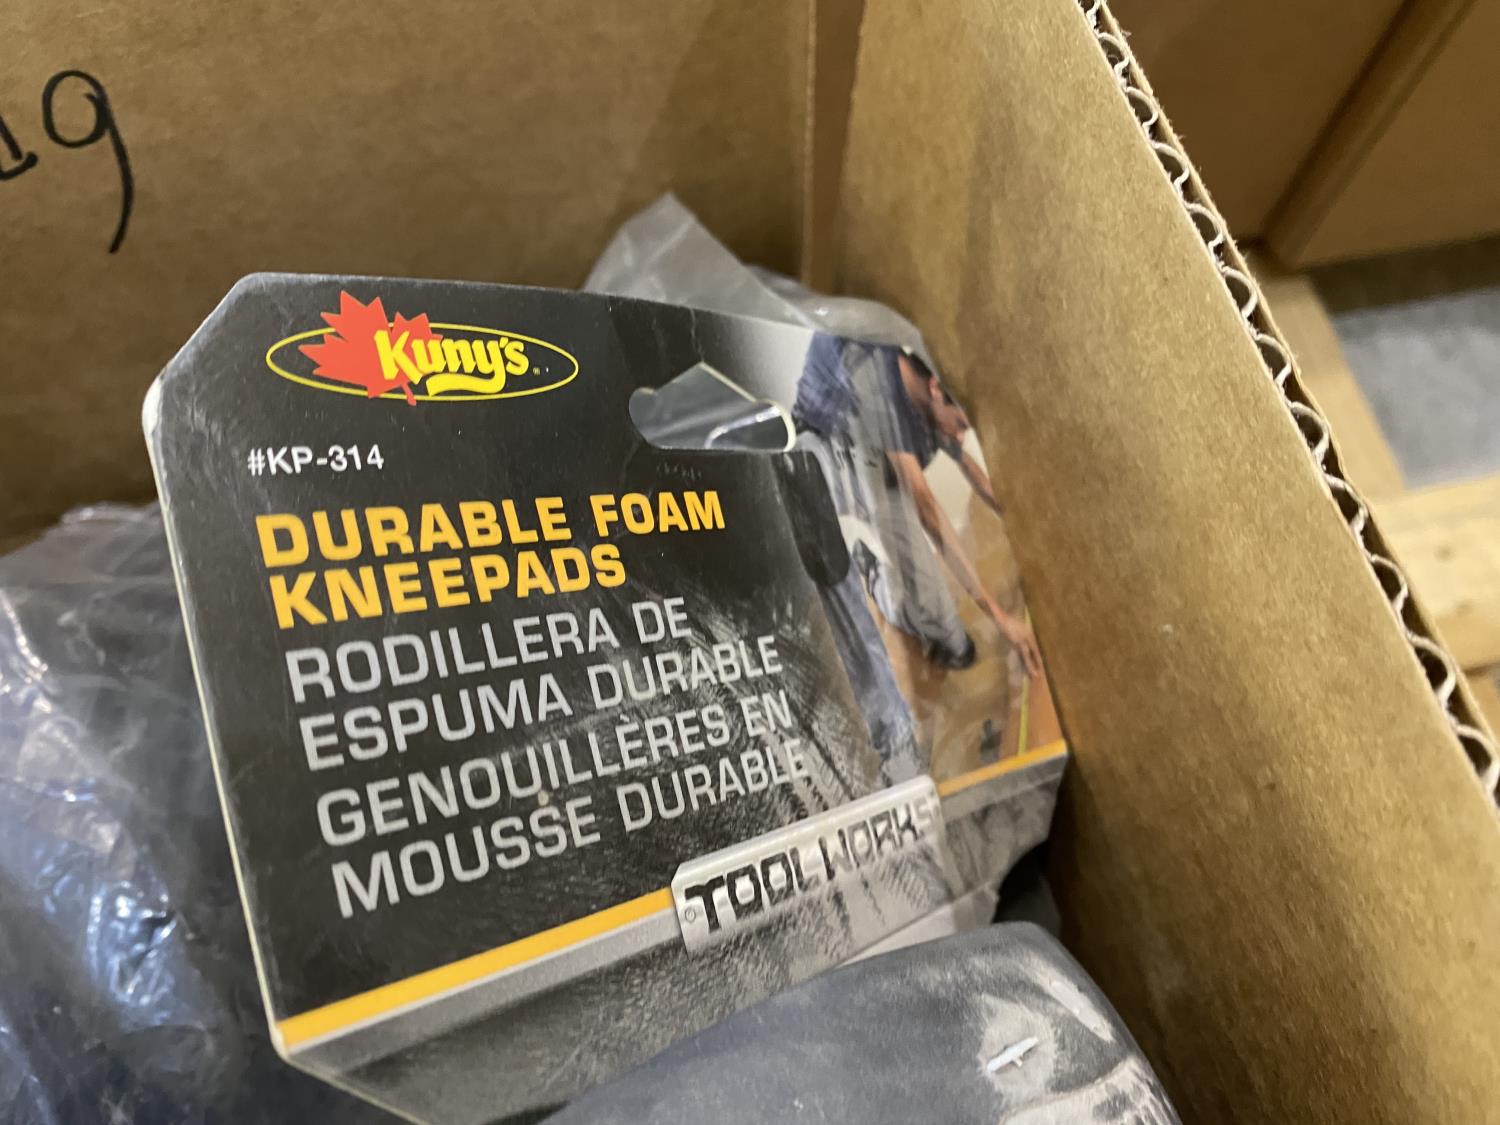 19
Kuny's
#KP-314
DURABLE FOAM
KNEEPADS
RODILLERA DE
ESPUMA DURABLE
GENOUILLÈRES EN
MOUSSE DURABLE
TOOLWORKS